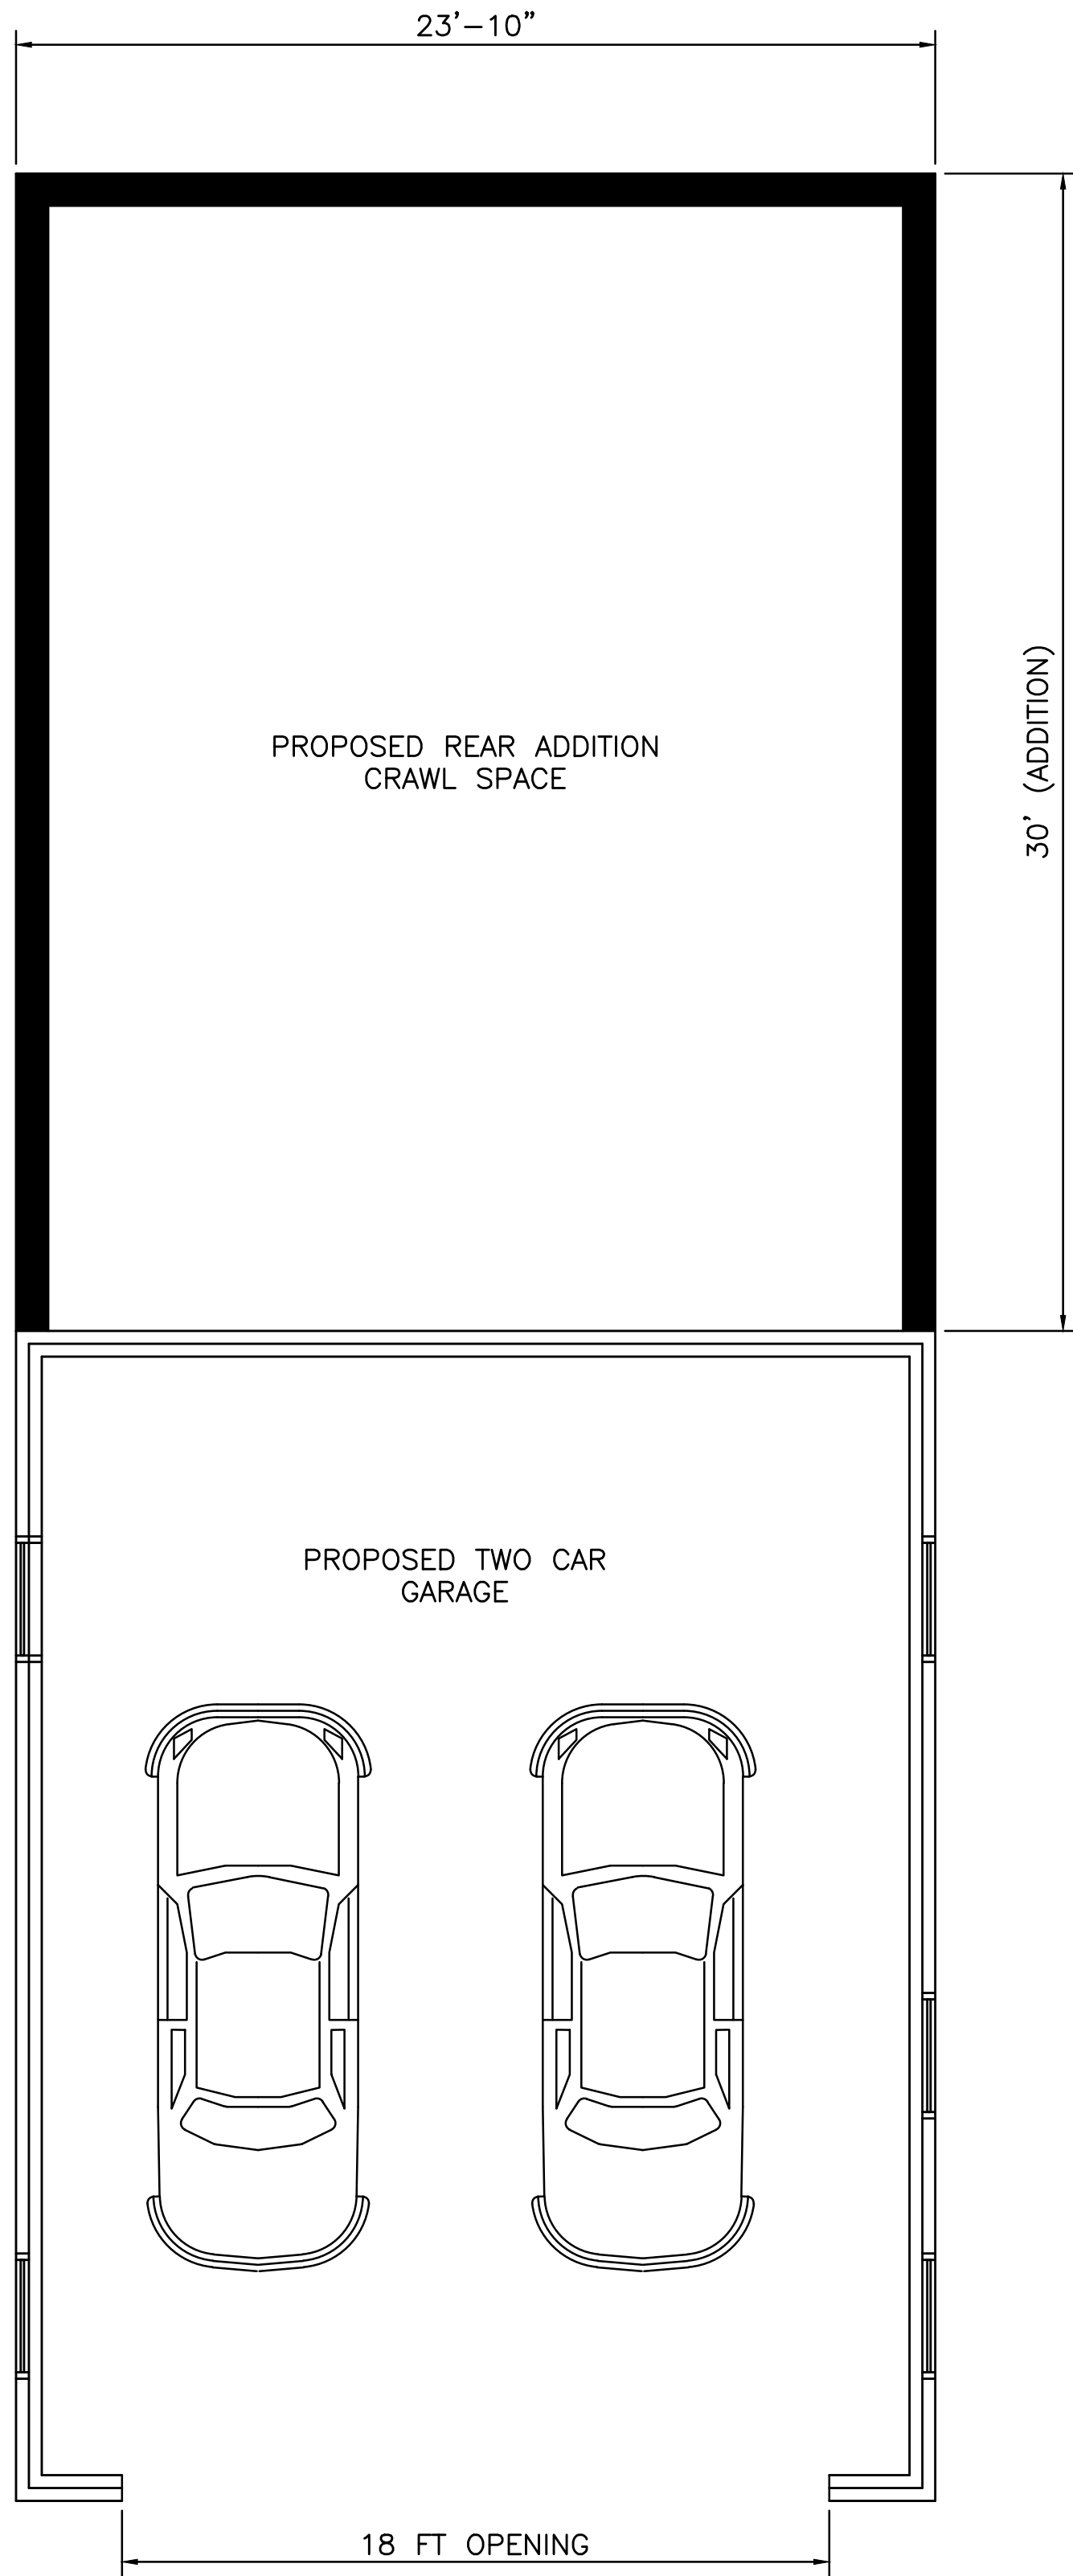 23'-10"
30' (ADDITION)
PROPOSED REAR ADDITION
CRAWL SPACE
PROPOSED TWO CAR
GARAGE
18 FT OPENING